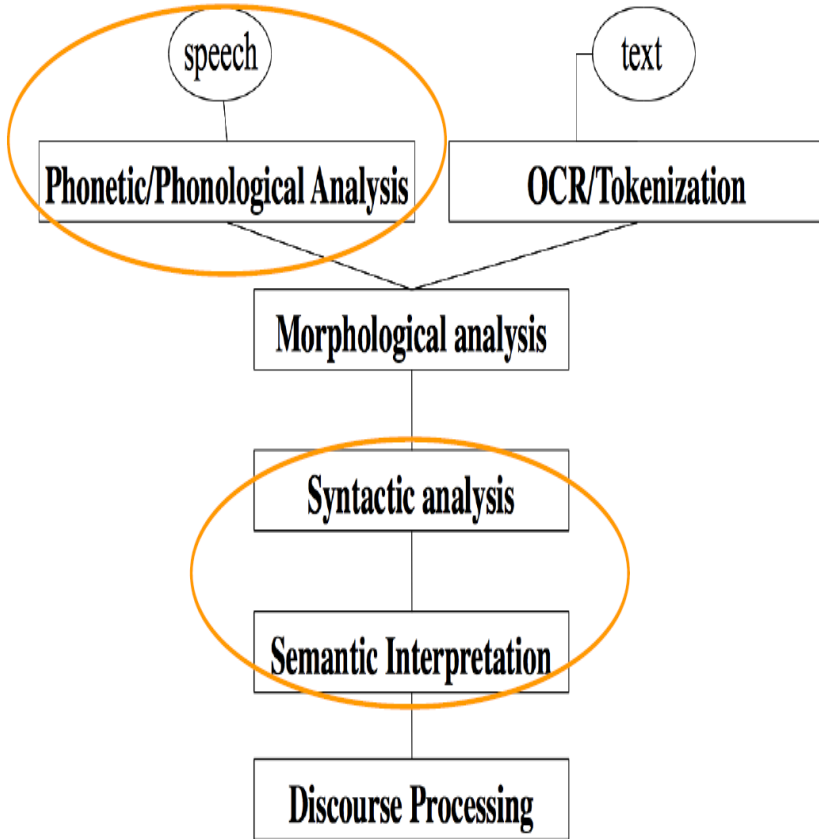 speech
text
Phonetic/Phonological Analysis
OCR/Tokenization
Morphological analysis
Syntactic analysis
Semantic Interpretation
Discourse Processing